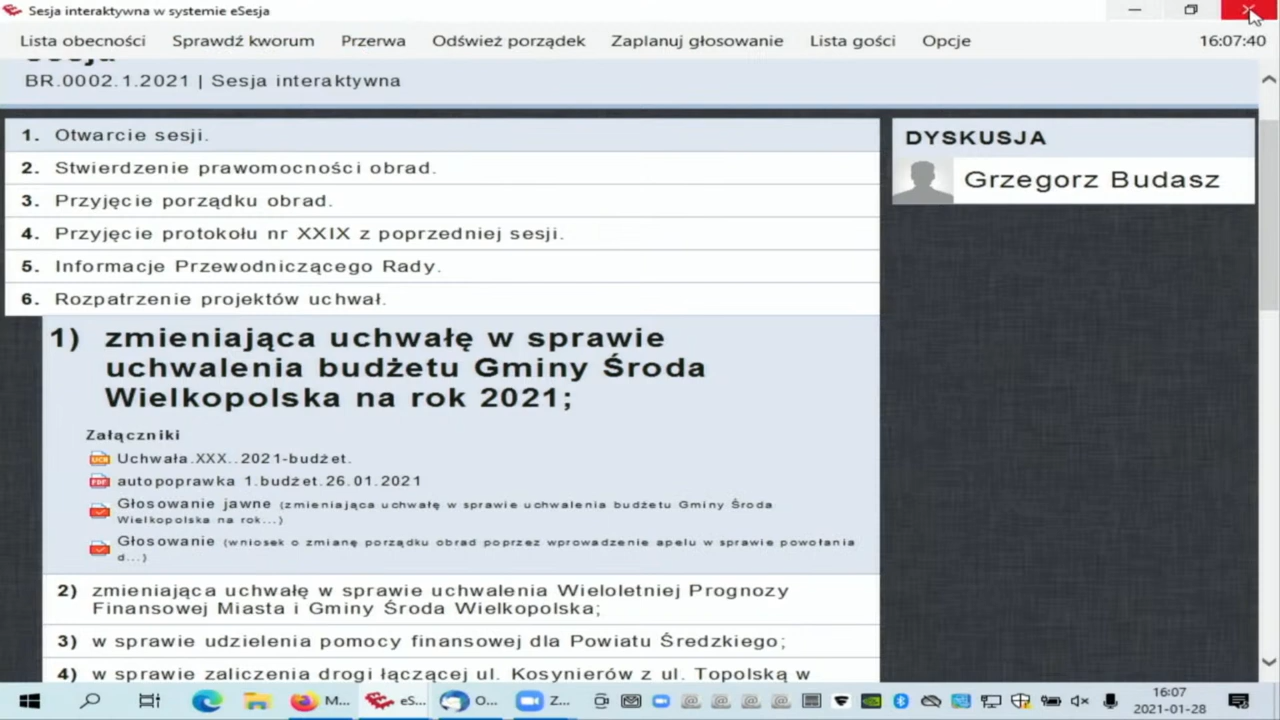 Sesja interaktywna w systemie eSesja
Lista obecności Sprawdź kworum Przerwa Odśwież porządek Zaplanuj głosowanie Lista gości Opcje 16:07:40
BR.0002.1.2021 | Sesja interaktywna
1. Otwarcie sesji.
2. Stwierdzenie prawomocności obrad.
3. Przyjęcie porządku obrad.
4. Przyjęcie protokołu nr XXIX z poprzedniej sesji.
5. Informacje Przewodniczącego Rady.
6. Rozpatrzenie projektów uchwał.
1) zmieniająca uchwałę w sprawie
uchwalenia budżetu Gminy Środa
Wielkopolska na rok 2021;
Załączniki
Uchwała.XXX..2021-budżet.
autopoprawka 1.budżet.26.01.2021
Głosowanie jawne (zmieniająca uchwałę w sprawie uchwalenia budżetu Gminy Środa
Wielkopolska na rok...)
Głosowanie (wniosek o zmianę porządku obrad poprzez wprowadzenie apelu w sprawie powołania
d...)
2) zmieniająca uchwałę w sprawie uchwalenia Wieloletniej Prognozy
Finansowej Miasta i Gminy Środa Wielkopolska;
3) w sprawie udzielenia pomocy finansowej dla Powiatu Średzkiego;
4) w sprawie zaliczenia drogi łączącej ul. Kosynierów z ul. Topolską w
DYSKUSJA
Grzegorz Budasz
M... eS... O... Z...
16:07
2021-01-28